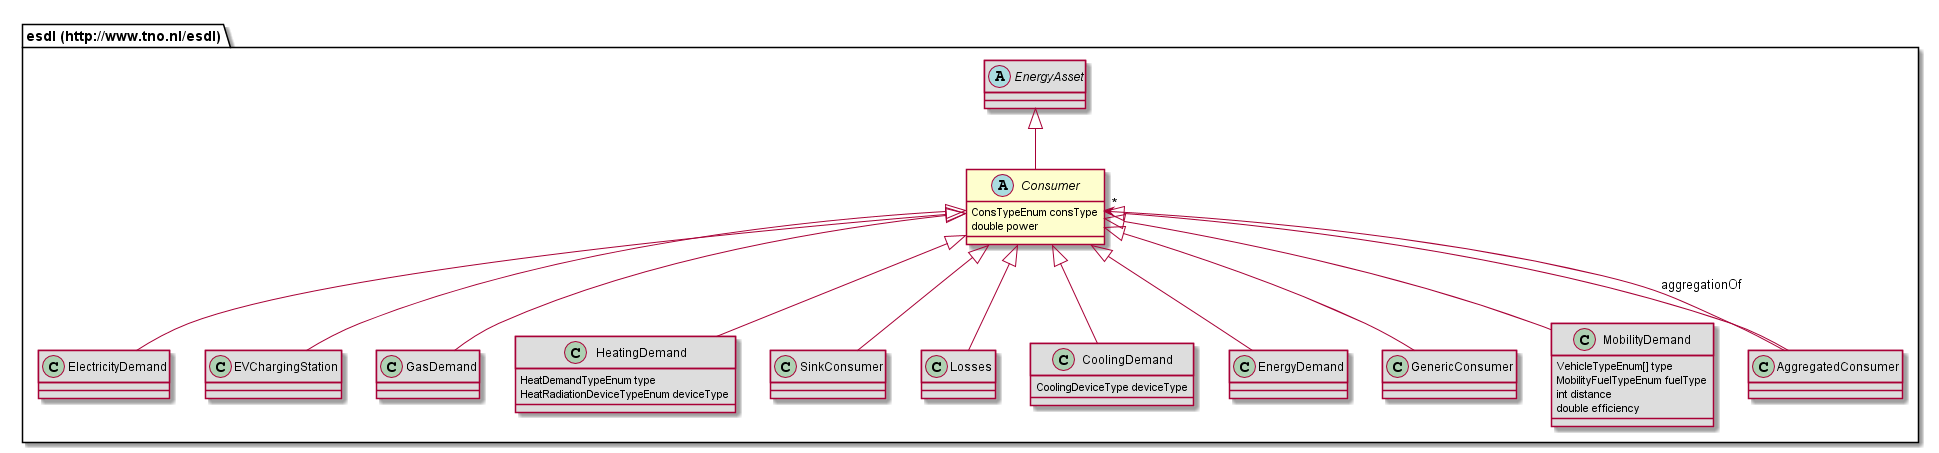 esdl (http://www.tno.nl/esdl)
A EnergyAsset
A Consumer
ConsTypeEnum consType
double power
*
aggregationOf
C ElectricityDemand
C EVChargingStation
C GasDemand
C HeatingDemand
HeatDemandTypeEnum type
HeatRadiationDeviceTypeEnum deviceType
C SinkConsumer
C Losses
C CoolingDemand
CoolingDeviceType deviceType
C EnergyDemand
C GenericConsumer
C MobilityDemand
VehicleTypeEnum[] type
MobilityFuelTypeEnum fuelType
int distance
double efficiency
C AggregatedConsumer